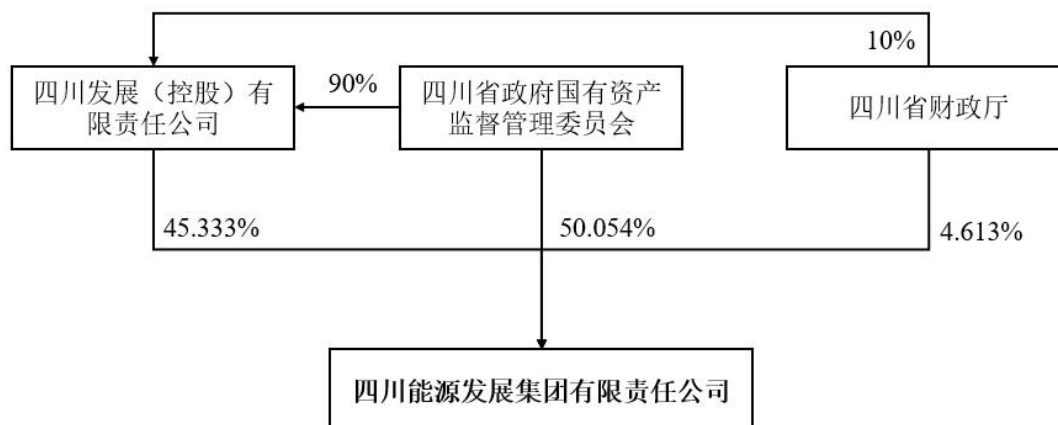 10%
四川发展（控股）有
限责任公司
90%
四川省政府国有资产
监督管理委员会
四川省财政厅
45.333%
50.054%
4.613%
四川能源发展集团有限责任公司